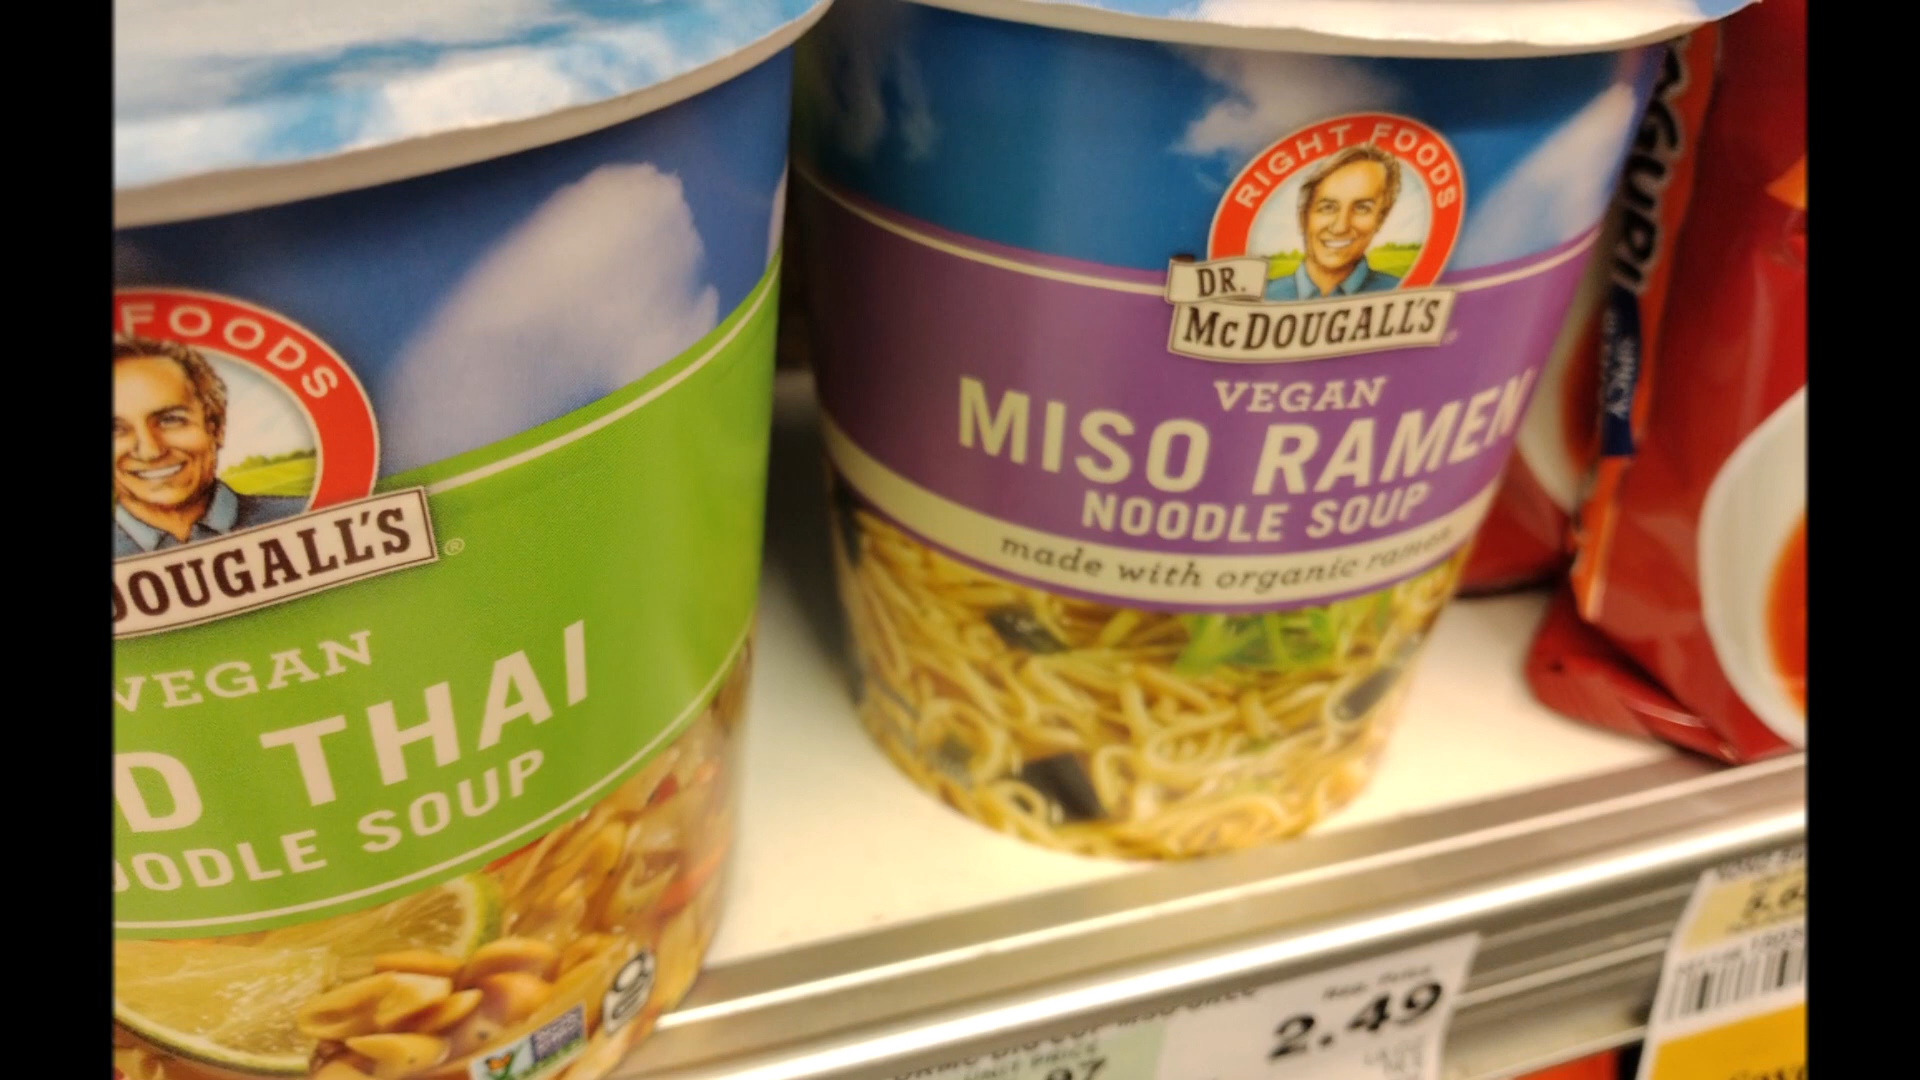 FOODS
DOUGALL'S®
VEGAN
D THAI
OODLE SOUP
RIGHT FOODS
DR.
McDOUGALL'S
VEGAN
MISO RAMEN
NOODLE SOUP
made with organic ramen
2.49